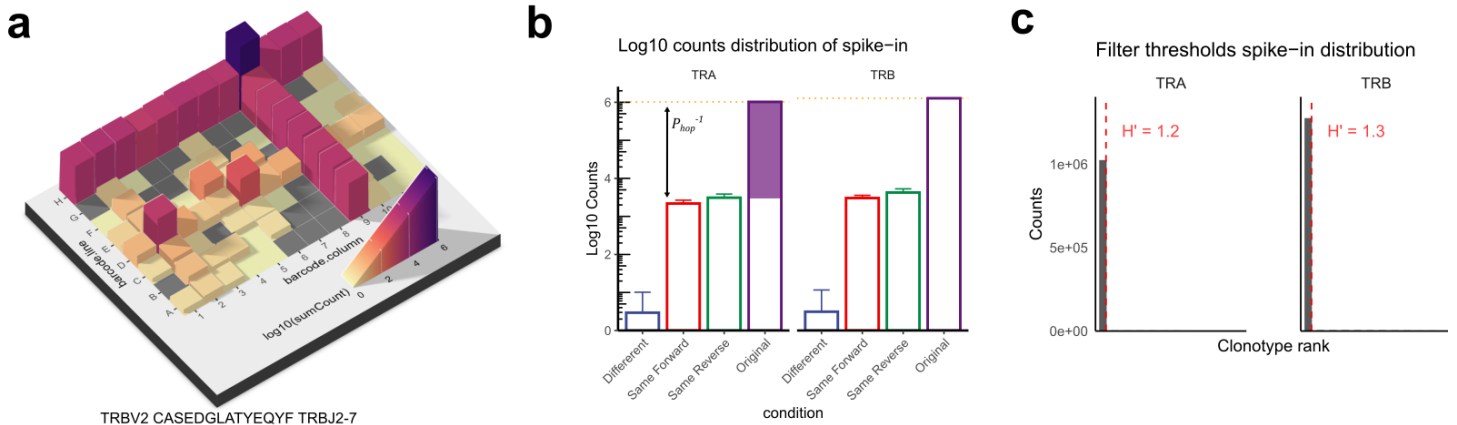 a
H
G
F
E
D
C
B
A
barcode.line
1
2
3
4
5
6
7
8
9
10
barcode.column
log10(sumCount)
0
2
4
6
TRBV2 CASEDGLATYEQYF TRBJ2-7
b
Log10 counts distribution of spike−in
TRA
TRB
Log10 Counts
6
4
2
0
Phop-1
Differerent
Same Forward
Same Reverse
Original
Differerent
Same Forward
Same Reverse
Original
condition
c
Filter thresholds spike−in distribution
TRA
TRB
Counts
1e+06
5e+05
0e+00
H' = 1.2
H' = 1.3
Clonotype rank